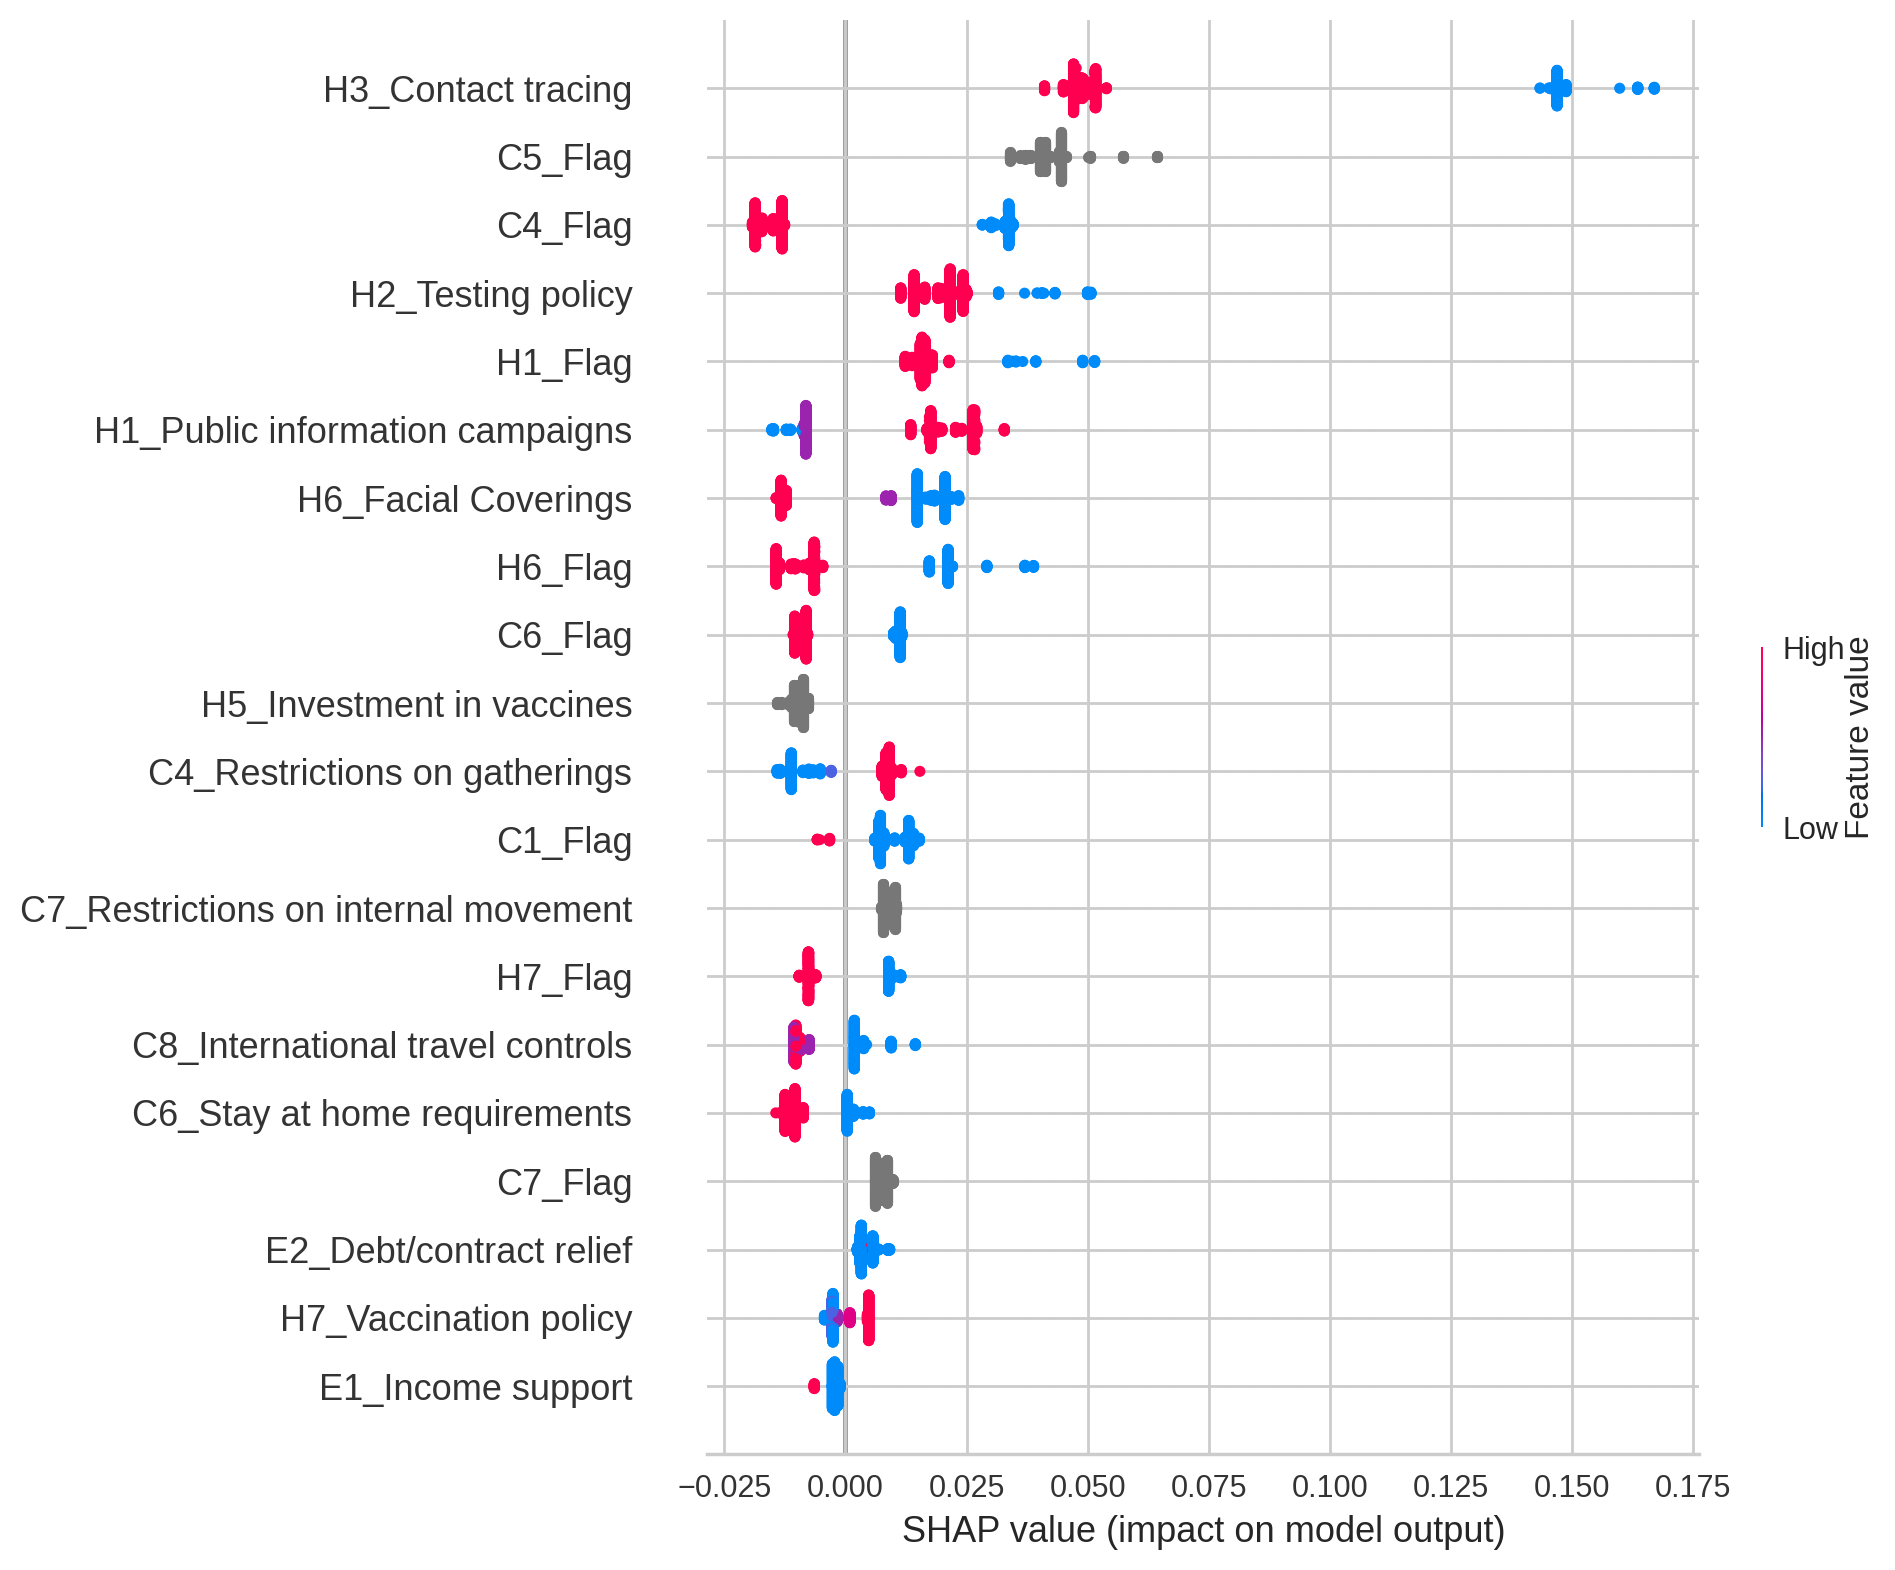 H3_Contact tracing
C5_Flag
C4_Flag
H2_Testing policy
H1_Flag
H1_Public information campaigns
H6_Facial Coverings
H6_Flag
C6_Flag
H5_Investment in vaccines
C4_Restrictions on gatherings
C1_Flag
C7_Restrictions on internal movement
H7_Flag
C8_International travel controls
C6_Stay at home requirements
C7_Flag
E2_Debt/contract relief
H7_Vaccination policy
E1_Income support
−0.025 0.000 0.025 0.050 0.075 0.100 0.125 0.150 0.175
SHAP value (impact on model output)
High
Low
Feature value